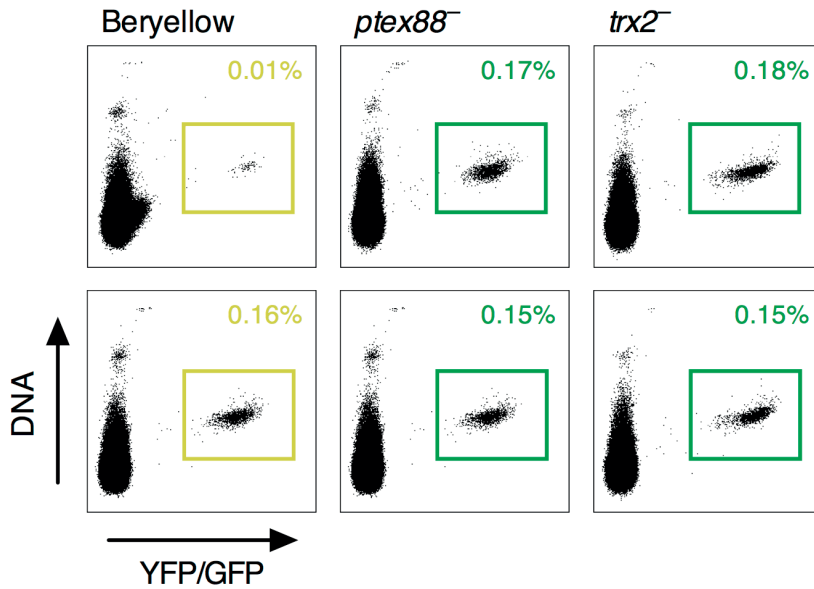 Beryellow ptex88⁻ trx2⁻
0.01% 0.17% 0.18%
0.16% 0.15% 0.15%
DNA
YFP/GFP